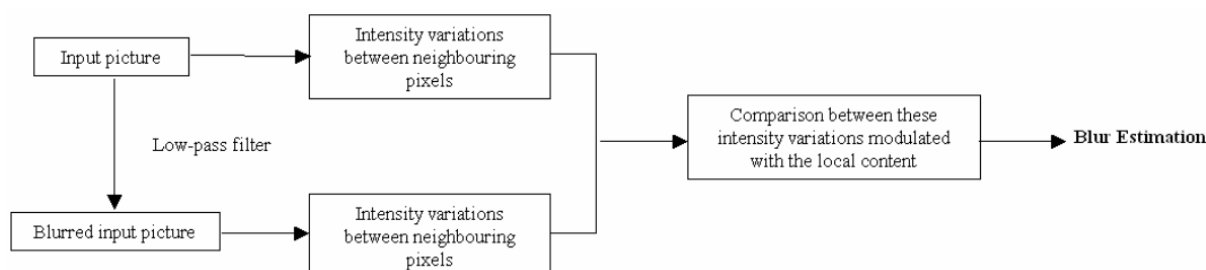 Input picture
Intensity variations
between neighbouring
pixels
Low-pass filter
Comparison between these
intensity variations modulated
with the local content
Blur Estimation
Blurred input picture
Intensity variations
between neighbouring
pixels